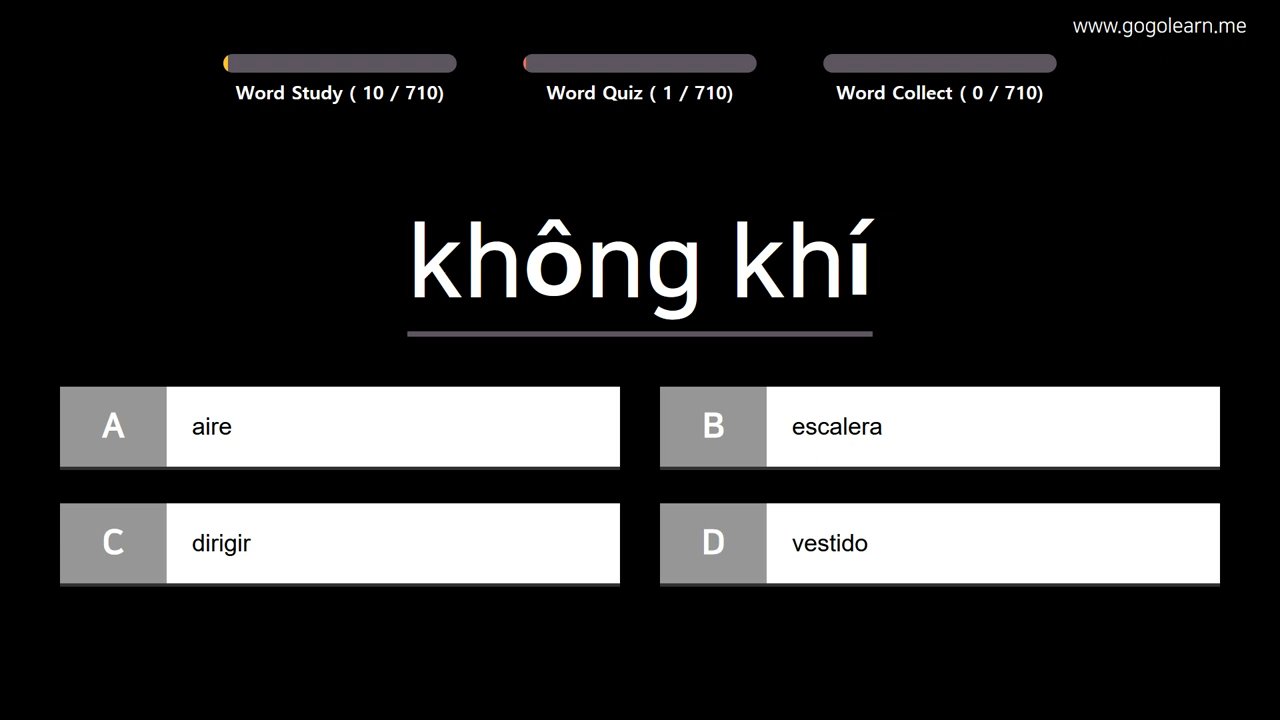 www.gogolearn.me
Word Study ( 10 / 710)
Word Quiz ( 1 / 710)
Word Collect ( 0 / 710)
không khí
A aire
B escalera
C dirigir
D vestido